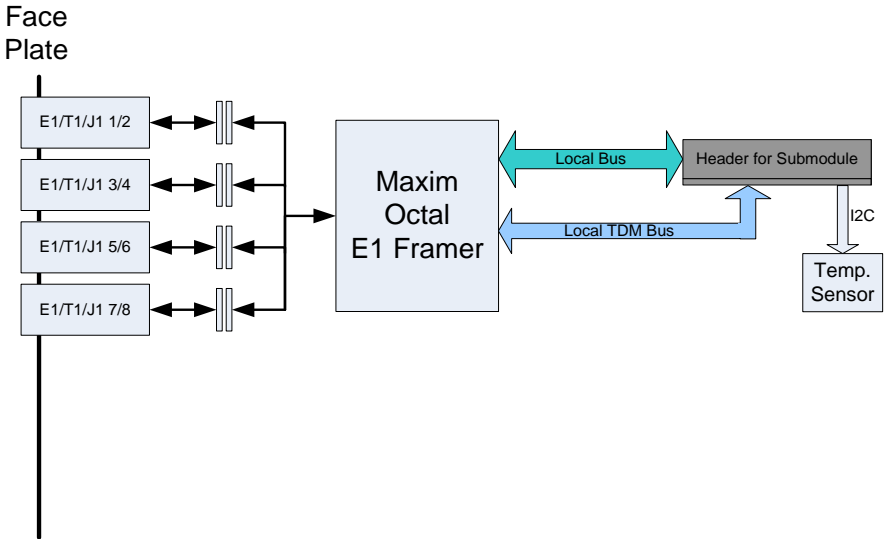 Face
Plate
E1/T1/J1 1/2
E1/T1/J1 3/4
E1/T1/J1 5/6
E1/T1/J1 7/8
Maxim
Octal
E1 Framer
Local Bus
Local TDM Bus
Header for Submodule
I2C
Temp.
Sensor